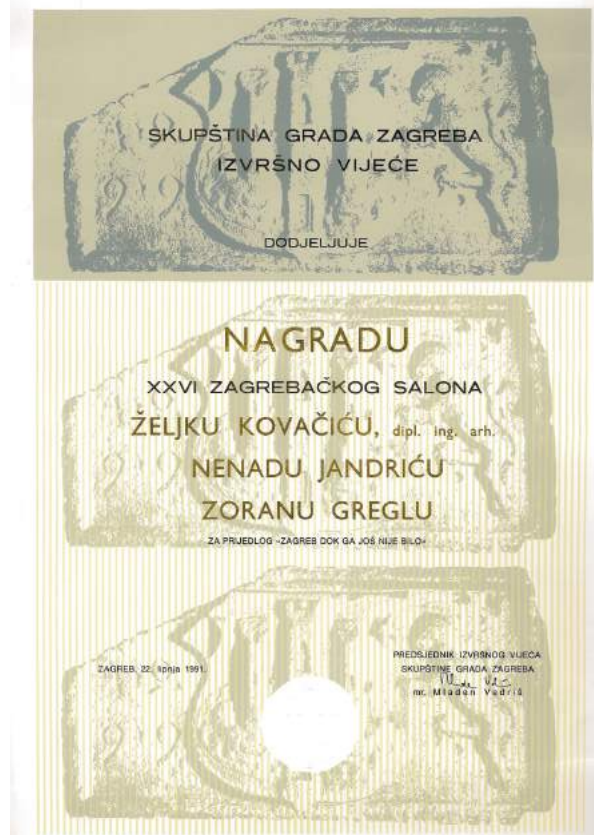 SKUPŠTINA GRADA ZAGREBA
IZVRŠNO VIJEĆE
DODJELJUJE
NAGRADU
XXVI ZAGREBAČKOG SALONA
ŽELJKU KOVAČIĆU, dipl. ing. arh.
NENADU JANDRIĆU
ZORANU GREGLU
ZA PRIJEDLOG »ZAGREB DOK GA JOŠ NIJE BILO«
ZAGREB, 22. lipnja 1991.
PREDSJEDNIK IZVRŠNOG VIJEĆA
SKUPŠTINE GRADA ZAGREBA
mr. Mladen Vedriš